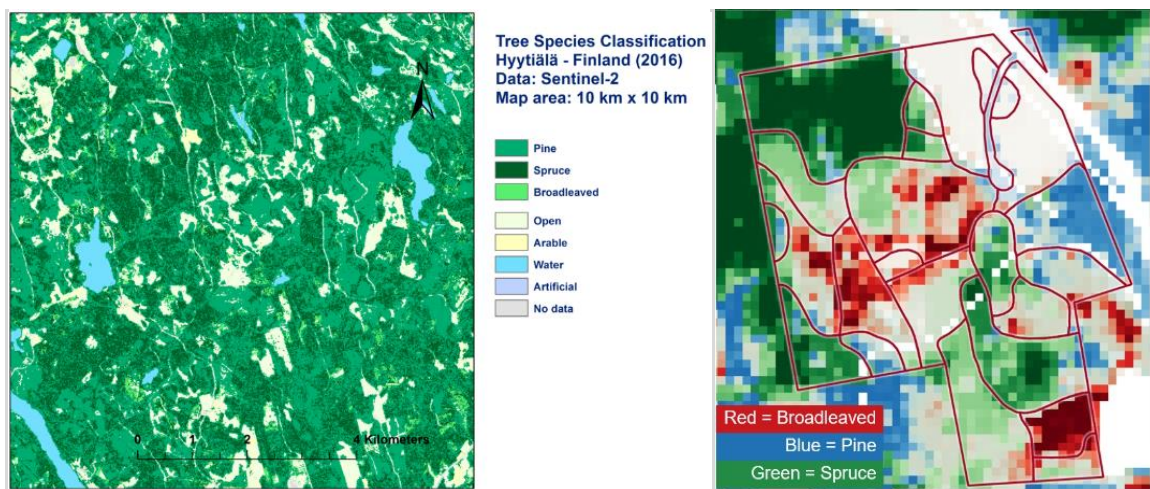 N
0 1 2 4 Kilometers
Tree Species Classification
Hyytiälä - Finland (2016)
Data: Sentinel-2
Map area: 10 km x 10 km
Pine
Spruce
Broadleaved
Open
Arable
Water
Artificial
No data
Red = Broadleaved
Blue = Pine
Green = Spruce